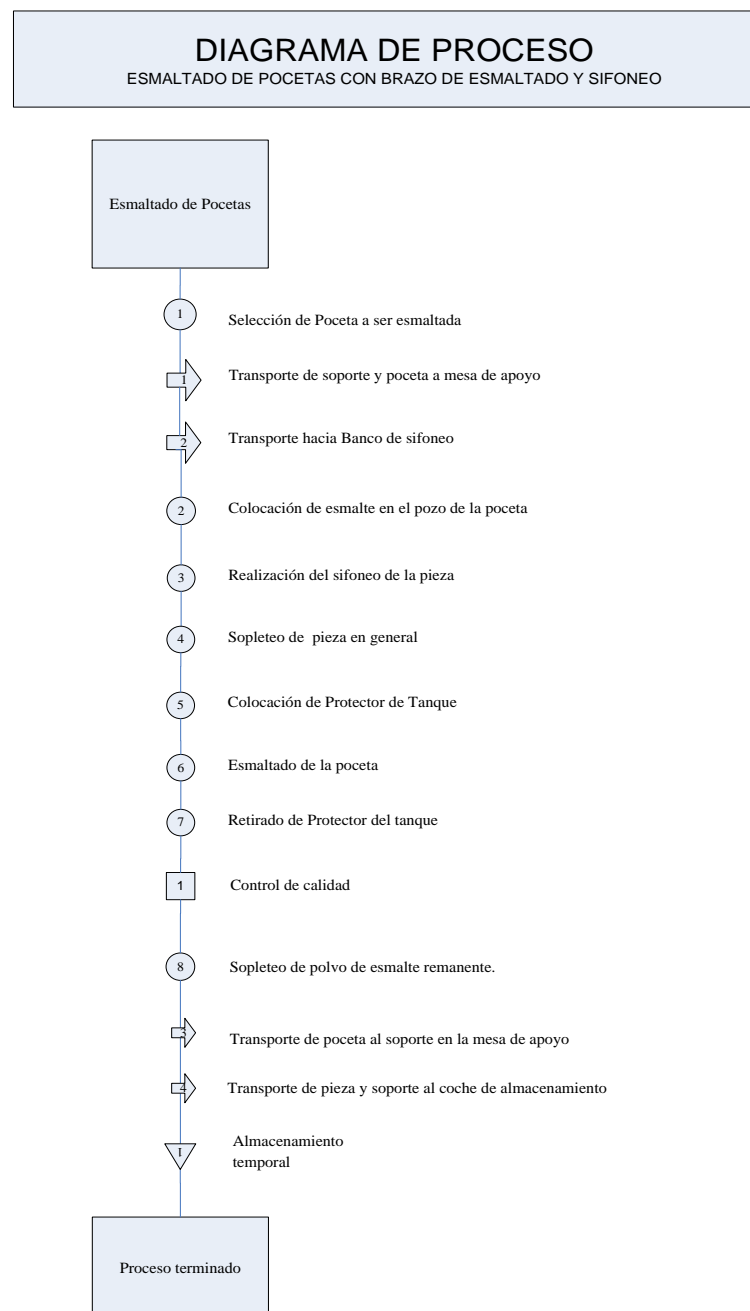 DIAGRAMA DE PROCESO
ESMALTADO DE POCETAS CON BRAZO DE ESMALTADO Y SIFONEO
Esmaltado de Pocetas
1 Selección de Poceta a ser esmaltada
1 Transporte de soporte y poceta a mesa de apoyo
2 Transporte hacia Banco de sifoneo
2 Colocación de esmalte en el pozo de la poceta
3 Realización del sifoneo de la pieza
4 Sopleteo de pieza en general
5 Colocación de Protector de Tanque
6 Esmaltado de la poceta
7 Retirado de Protector del tanque
1 Control de calidad
8 Sopleteo de polvo de esmalte remanente.
3 Transporte de poceta al soporte en la mesa de apoyo
4 Transporte de pieza y soporte al coche de almacenamiento
1 Almacenamiento
temporal
Proceso terminado